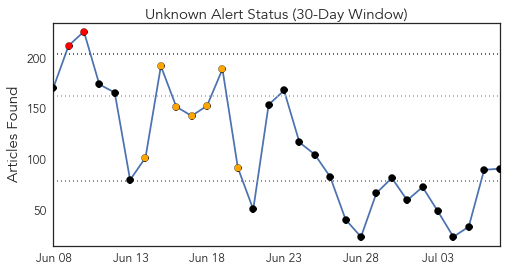 Unknown Alert Status (30-Day Window)
Articles Found
200
150
100
50
Jun 08 Jun 13 Jun 18 Jun 23 Jun 28 Jul 03